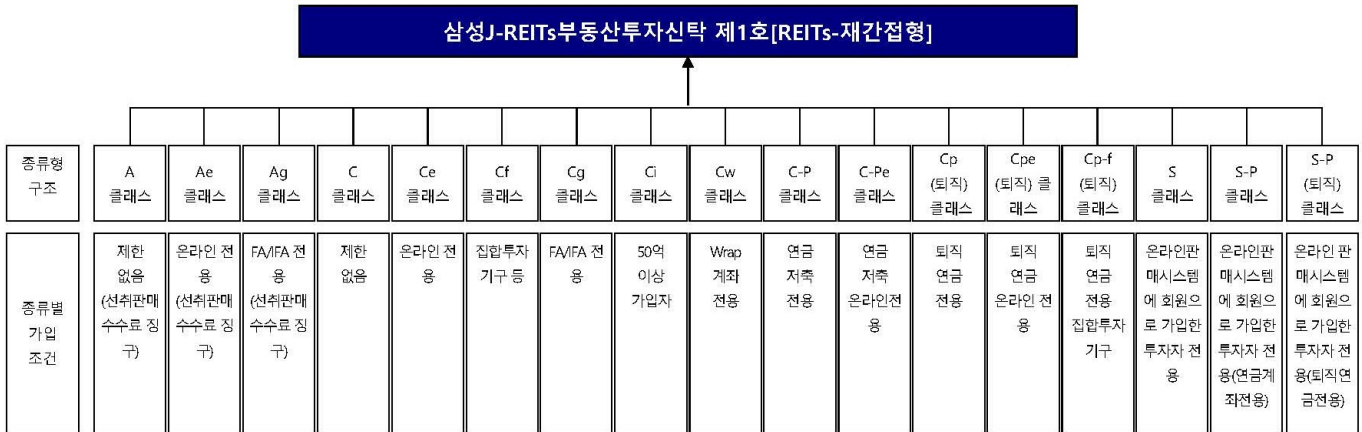 삼성J-REITs부동산투자신탁 제1호[REITs-재간접형]
종류형
구조
A
클래스
Ae
클래스
Ag
클래스
C
클래스
Ce
클래스
Cf
클래스
Cg
클래스
Ci
클래스
Cw
클래스
C-P
클래스
C-Pe
클래스
Cp
(퇴직)
클래스
Cpe
(퇴직) 클
래스
Cp-f
(퇴직)
클래스
S
클래스
S-P
클래스
S-P
(퇴직)
클래스
종류별
가입
조건
제한
없음
(선취판매
수수료 징
구)
온라인 전
용
(선취판매
수수료 징
구)
FA/IFA 전
용
(선취판매
수수료 징
구)
제한
없음
온라인 전
용
집합투자
기구 등
FA/IFA 전
용
50억
이상
가입자
Wrap
계좌
전용
연금
저축
전용
연금
저축
온라인전
용
퇴직
연금
전용
퇴직
연금
온라인 전
용
퇴직
연금
전용
집합투자
기구
온라인판
매시스템
에 회원으
로 가입한
투자자 전
용
온라인판
매시스템
에 회원으
로 가입한
투자자 전
용(연금계
좌전용)
온라인 판
매시스템
에 회원으
로 가입한
투자자 전
용(퇴직연
금전용)